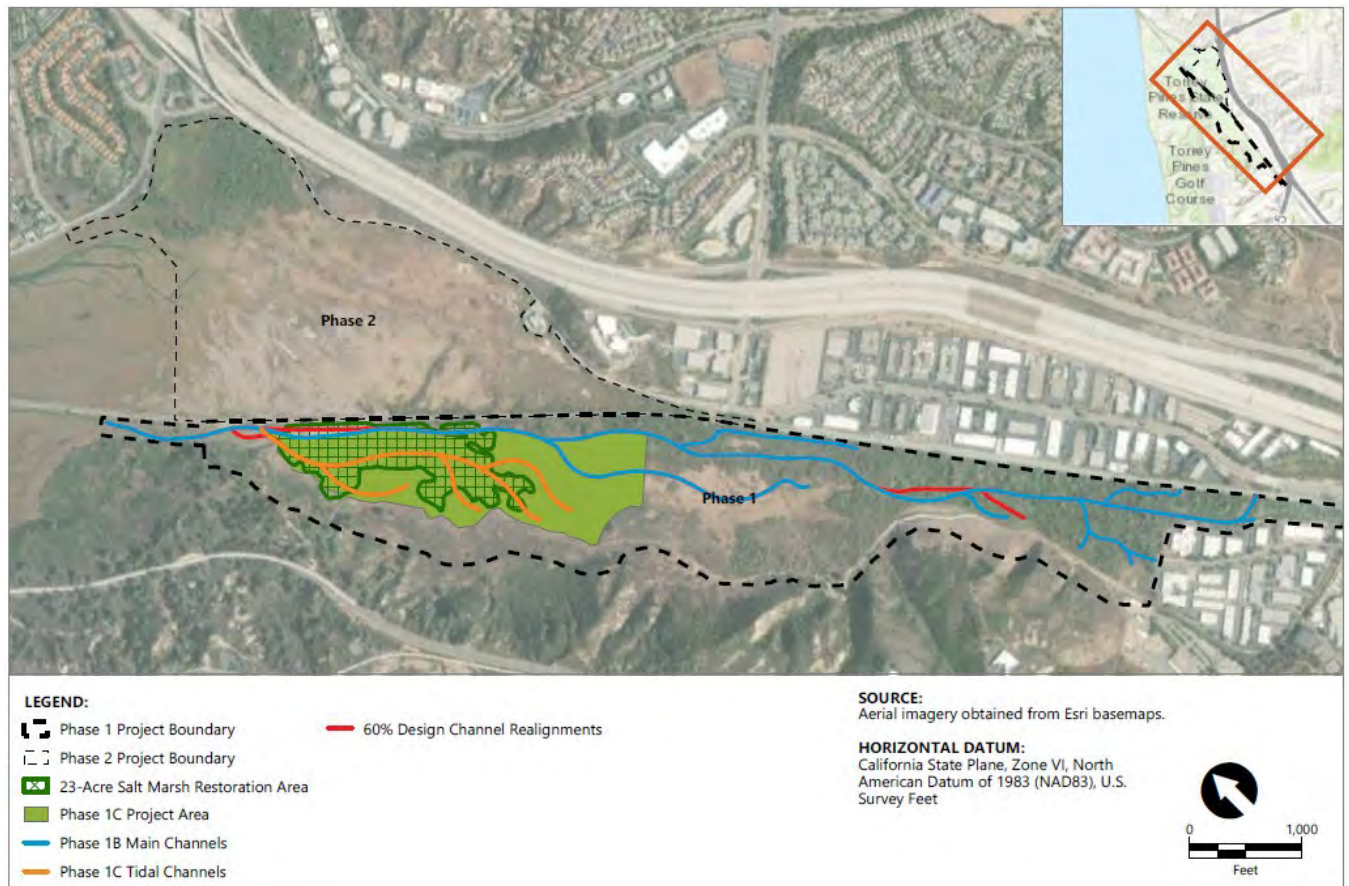 Torrey
Pines State
Reserve
Torrey
Pines
Golf
Course
5
Phase 2
Phase 1
LEGEND:
Phase 1 Project Boundary
Phase 2 Project Boundary
23-Acre Salt Marsh Restoration Area
Phase 1C Project Area
Phase 1B Main Channels
Phase 1C Tidal Channels
60% Design Channel Realignments
SOURCE:
Aerial imagery obtained from Esri basemaps.
HORIZONTAL DATUM:
California State Plane, Zone VI, North
American Datum of 1983 (NAD83), U.S.
Survey Feet
0 1,000
Feet